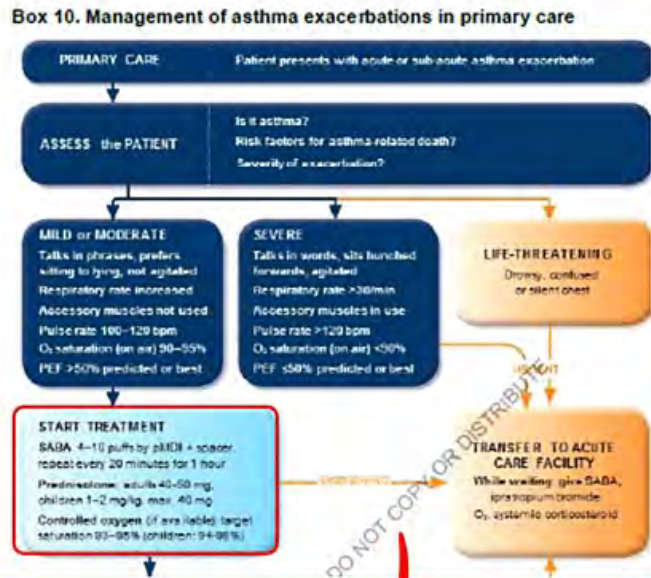 Box 10. Management of asthma exacerbations in primary care
PRIMARY CARE
Patient presents with acute or sub-acute asthma exacerbation
ASSESS the PATIENT
Is it asthma?
Risk factors for asthma-related death?
Severity of exacerbation?
MILD or MODERATE
Talks in phrases, prefers
sitting to lying, not agitated
Respiratory rate increased
Accessory muscles not used
Pulse rate 100–120 bpm
O₂ saturation (on air) 90–95%
PEF >50% predicted or best
SEVERE
Talks in words, sits hunched
forwards, agitated
Respiratory rate >30/min
Accessory muscles in use
Pulse rate >120 bpm
O₂ saturation (on air) <90%
PEF ≤50% predicted or best
LIFE-THREATENING
Drowsy, confused
or silent chest
URGENT
START TREATMENT
SABA 4–10 puffs by pMDI + spacer,
repeat every 20 minutes for 1 hour
Prednisolone: adults 40–50 mg,
children 1–2 mg/kg, max. 40 mg
Controlled oxygen (if available): target
saturation 93–95% (children: 94-98%)
WORSENING
TRANSFER TO ACUTE
CARE FACILITY
While waiting: give SABA,
ipratropium bromide,
O₂, systemic corticosteroid
DO NOT COPY OR DISTRIBUTE